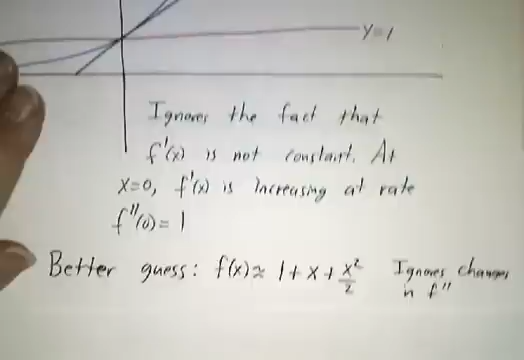 y=1
Ignores the fact that
f'(x) is not constant. At
x=0, f'(x) is increasing at rate
f''(0)=1
Better guess: f(x)≈ 1+x+x²/2 Ignores changes
in f''